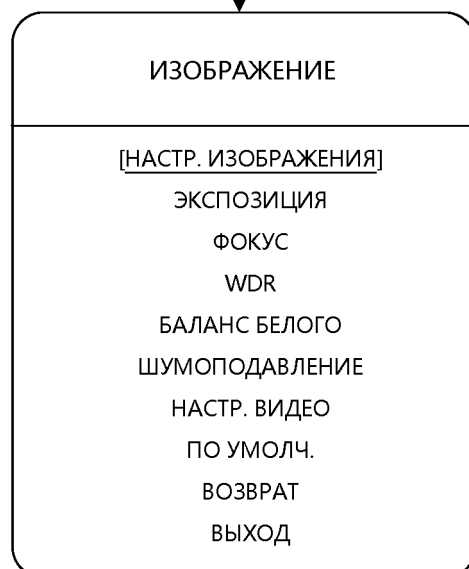 ИЗОБРАЖЕНИЕ
[НАСТР. ИЗОБРАЖЕНИЯ]
ЭКСПОЗИЦИЯ
ФОКУС
WDR
БАЛАНС БЕЛОГО
ШУМОПОДАВЛЕНИЕ
НАСТР. ВИДЕО
ПО УМОЛЧ.
ВОЗВРАТ
ВЫХОД